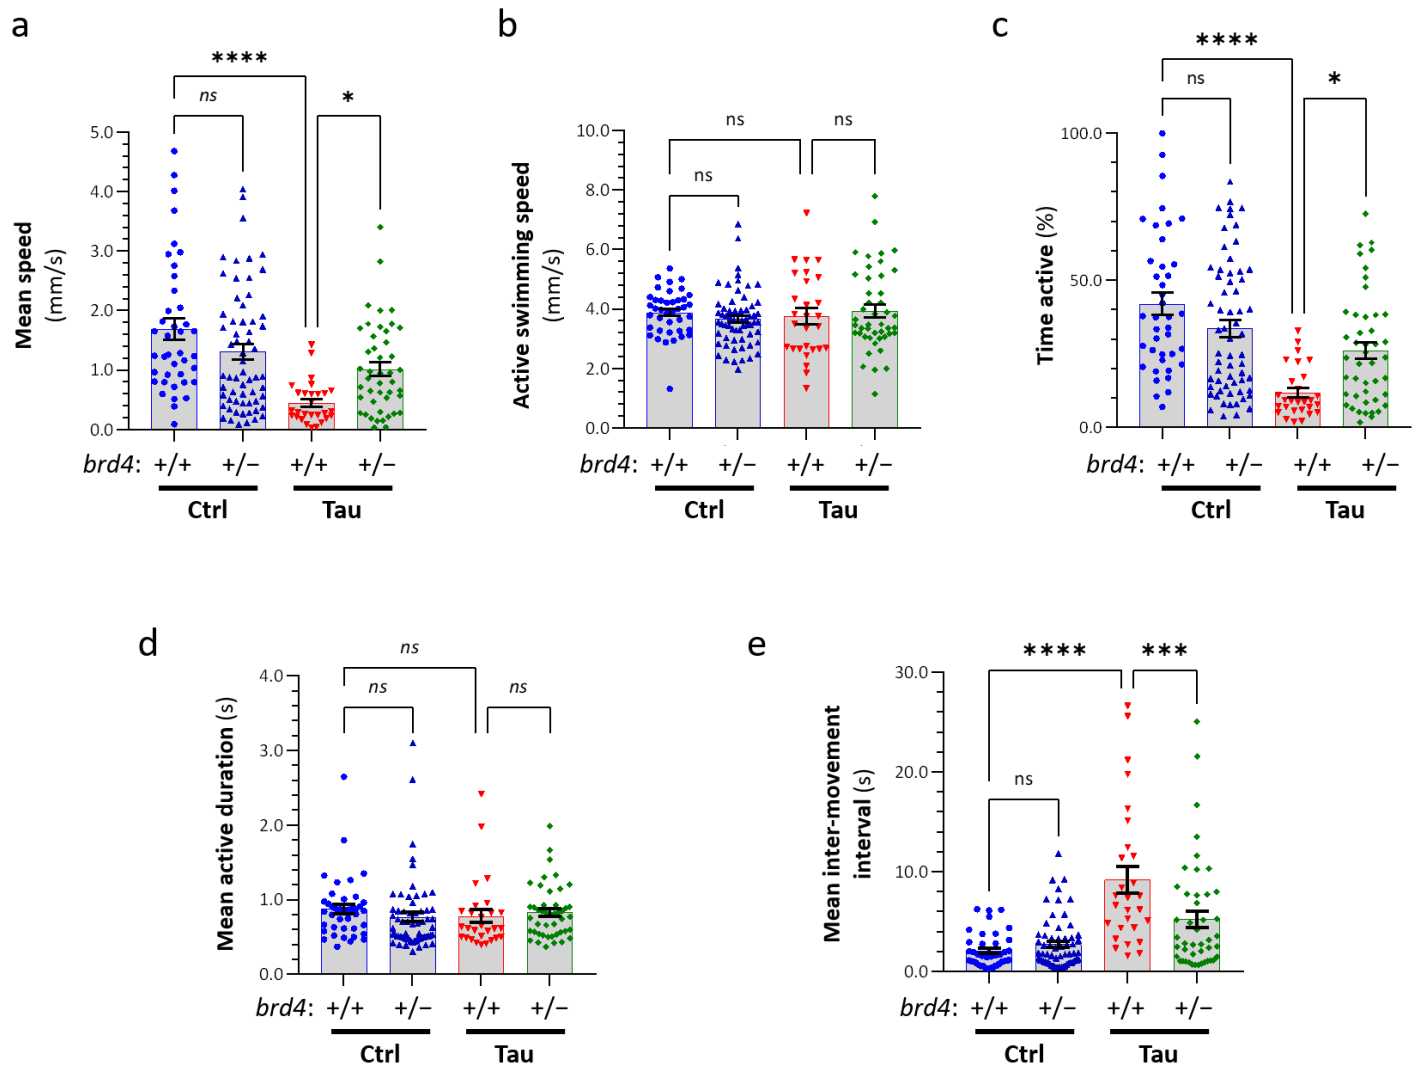 a
b
c
****
ns
*
Mean speed
(mm/s)
5.0
4.0
3.0
2.0
1.0
0.0
brd4: +/+ +/− +/+ +/−
Ctrl Tau
ns
ns
ns
Active swimming speed
(mm/s)
10.0
8.0
6.0
4.0
2.0
0.0
brd4: +/+ +/− +/+ +/−
Ctrl Tau
****
ns
*
Time active (%)
100.0
50.0
0.0
brd4: +/+ +/− +/+ +/−
Ctrl Tau
d
e
ns
ns
ns
Mean active duration (s)
4.0
3.0
2.0
1.0
0.0
brd4: +/+ +/− +/+ +/−
Ctrl Tau
****
***
ns
Mean inter-movement
interval (s)
30.0
20.0
10.0
0.0
brd4: +/+ +/− +/+ +/−
Ctrl Tau